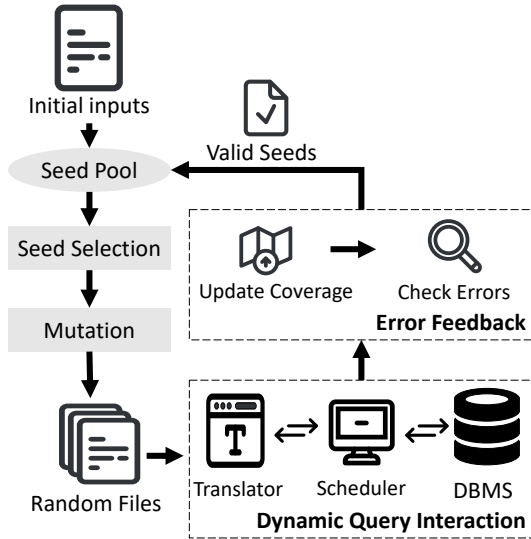 Initial inputs
Valid Seeds
Seed Pool
Seed Selection
Update Coverage
Check Errors
Error Feedback
Mutation
Random Files
T
Translator
Scheduler
DBMS
Dynamic Query Interaction